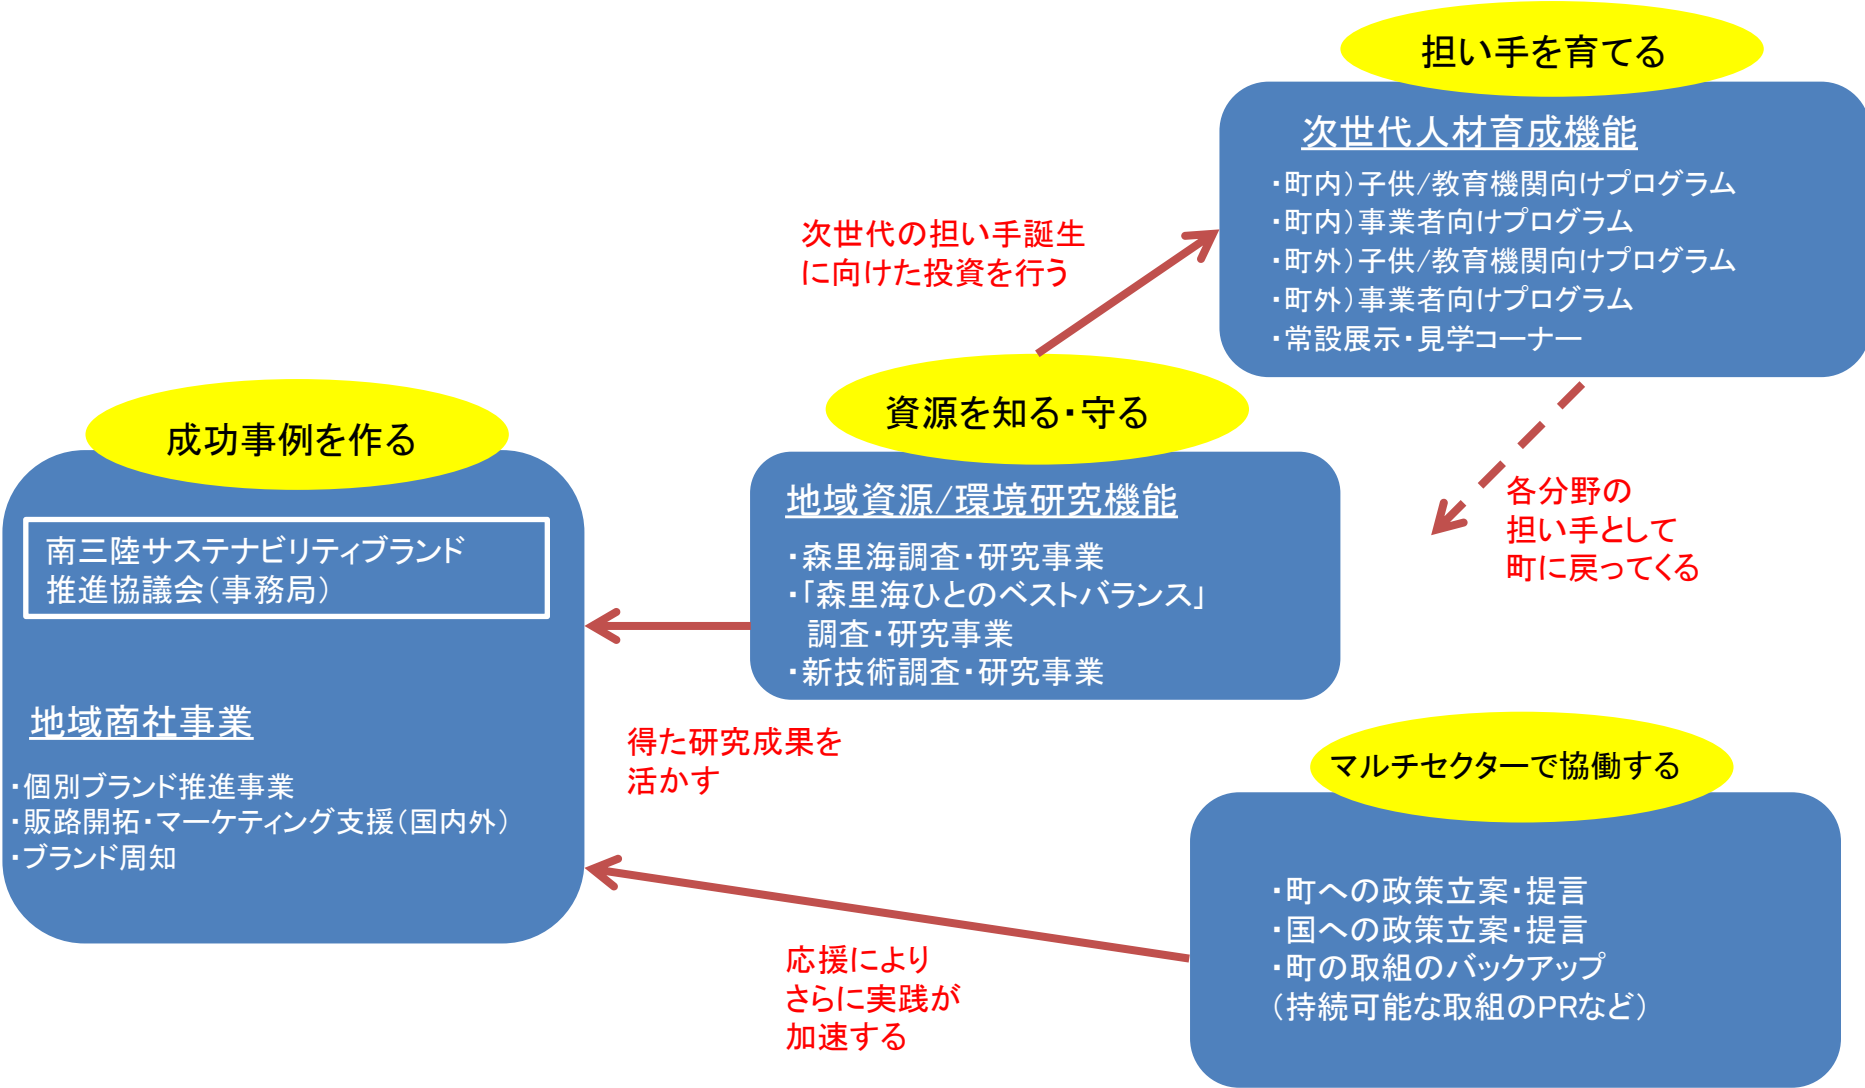 担い手を育てる
次世代人材育成機能
・町内）子供/教育機関向けプログラム
・町内）事業者向けプログラム
・町外）子供/教育機関向けプログラム
・町外）事業者向けプログラム
・常設展示・見学コーナー
次世代の担い手誕生
に向けた投資を行う
資源を知る・守る
地域資源/環境研究機能
・森里海調査・研究事業
・「森里海ひとのベストバランス」
調査・研究事業
・新技術調査・研究事業
各分野の
担い手として
町に戻ってくる
成功事例を作る
南三陸サステナビリティブランド
推進協議会（事務局）
地域商社事業
・個別ブランド推進事業
・販路開拓・マーケティング支援（国内外）
・ブランド周知
得た研究成果を
活かす
マルチセクターで協働する
・町への政策立案・提言
・国への政策立案・提言
・町の取組のバックアップ
（持続可能な取組のPRなど）
応援により
さらに実践が
加速する